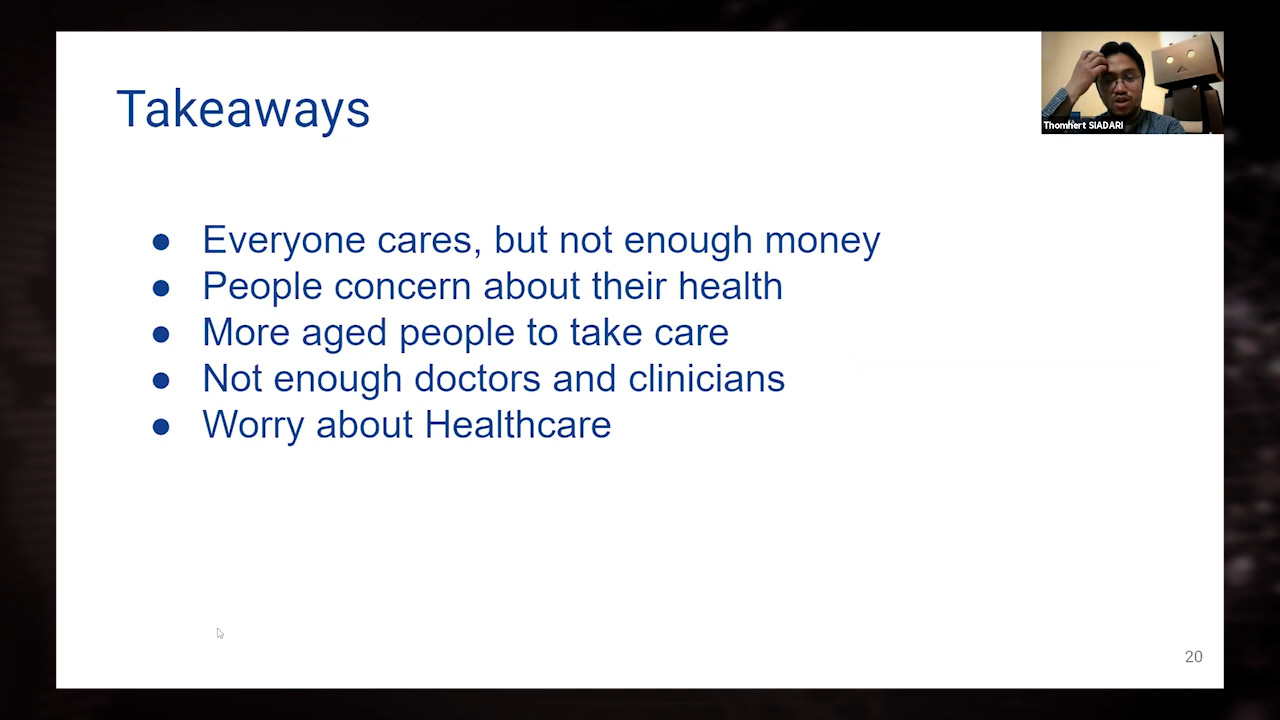 Takeaways
Thomhert SIADARI
● Everyone cares, but not enough money
● People concern about their health
● More aged people to take care
● Not enough doctors and clinicians
● Worry about Healthcare
20